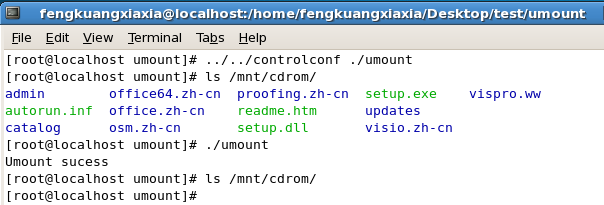 fengkuangxiaxia@localhost:/home/fengkuangxiaxia/Desktop/test/umount
File Edit View Terminal Tabs Help
[root@localhost umount]# ../../controlconf ./umount
[root@localhost umount]# ls /mnt/cdrom/
admin office64.zh-cn proofing.zh-cn setup.exe vispro.ww
autorun.inf office.zh-cn readme.htm updates
catalog osm.zh-cn setup.dll visio.zh-cn
[root@localhost umount]# ./umount
Umount sucess
[root@localhost umount]# ls /mnt/cdrom/
[root@localhost umount]#